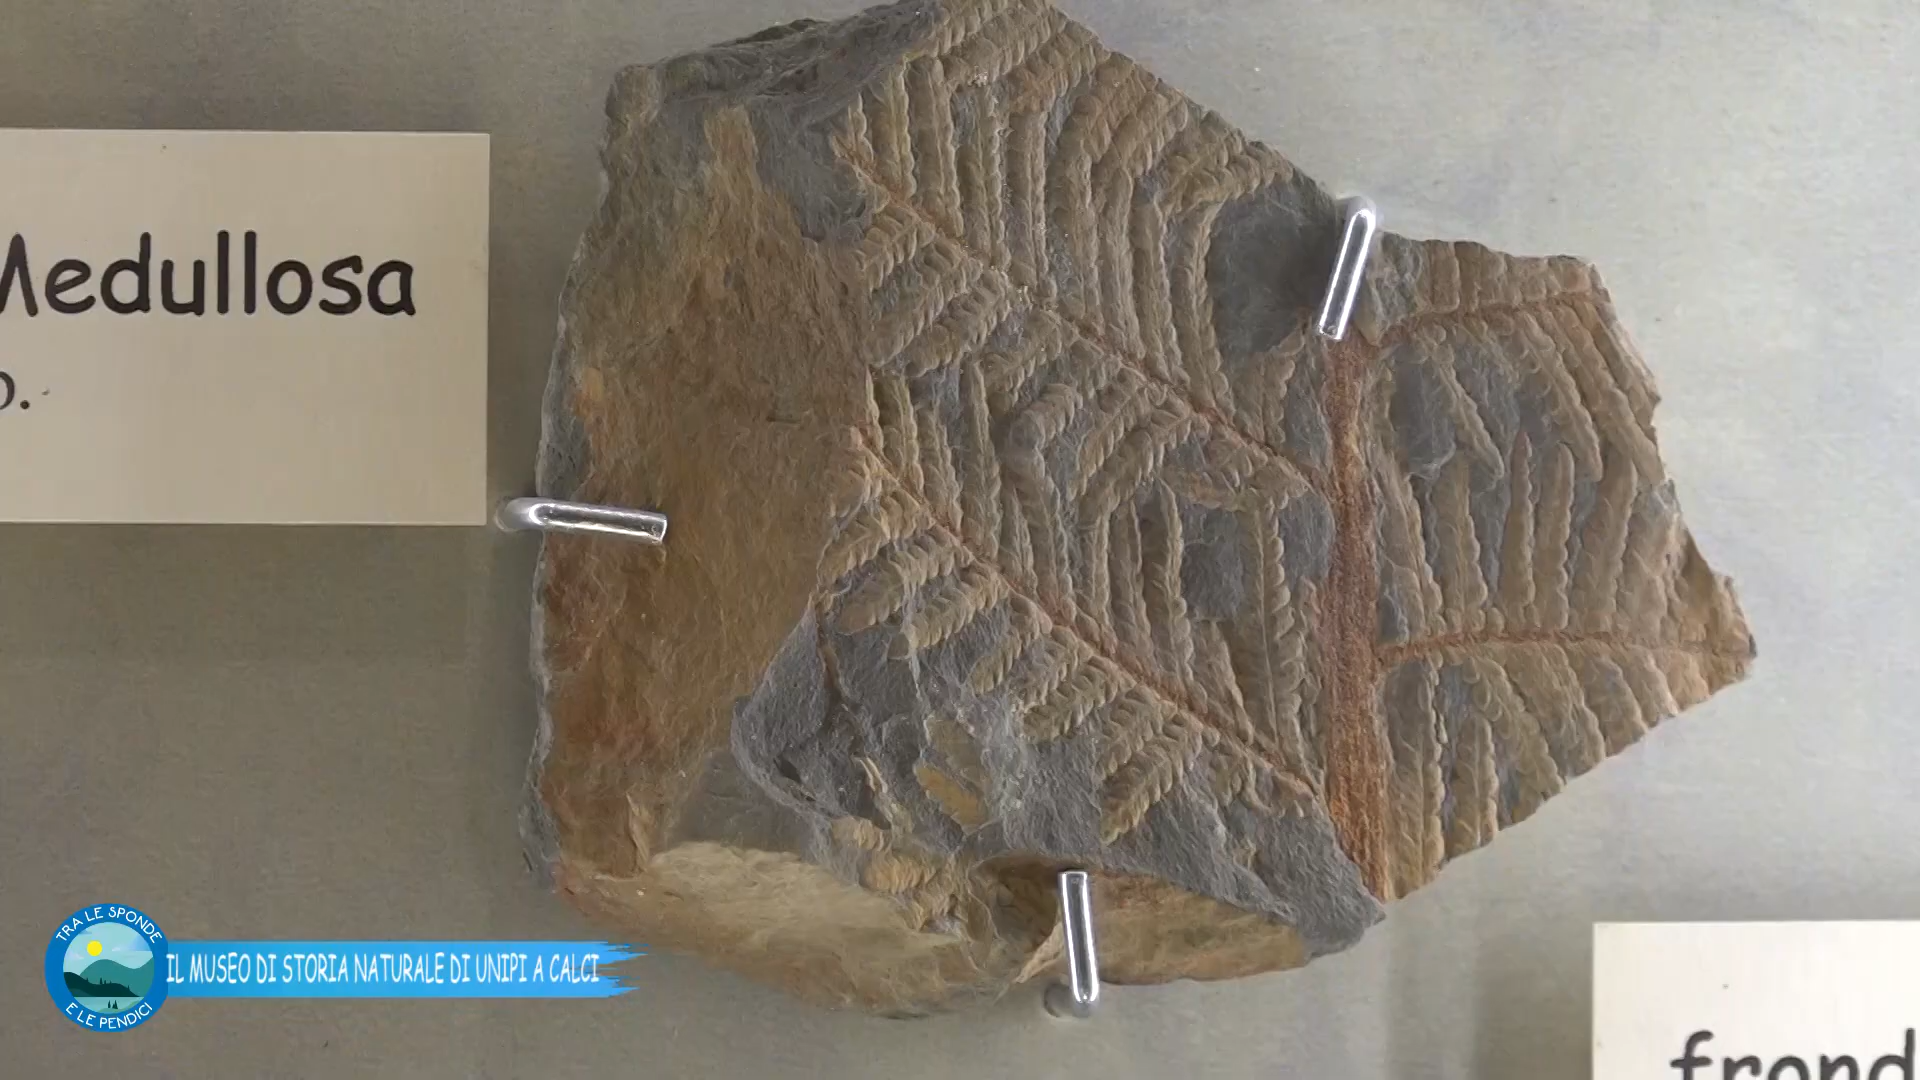 Medullosa
TRA LE SPONDE
E LE PENDICI
IL MUSEO DI STORIA NATURALE DI UNIPI A CALCI
frond